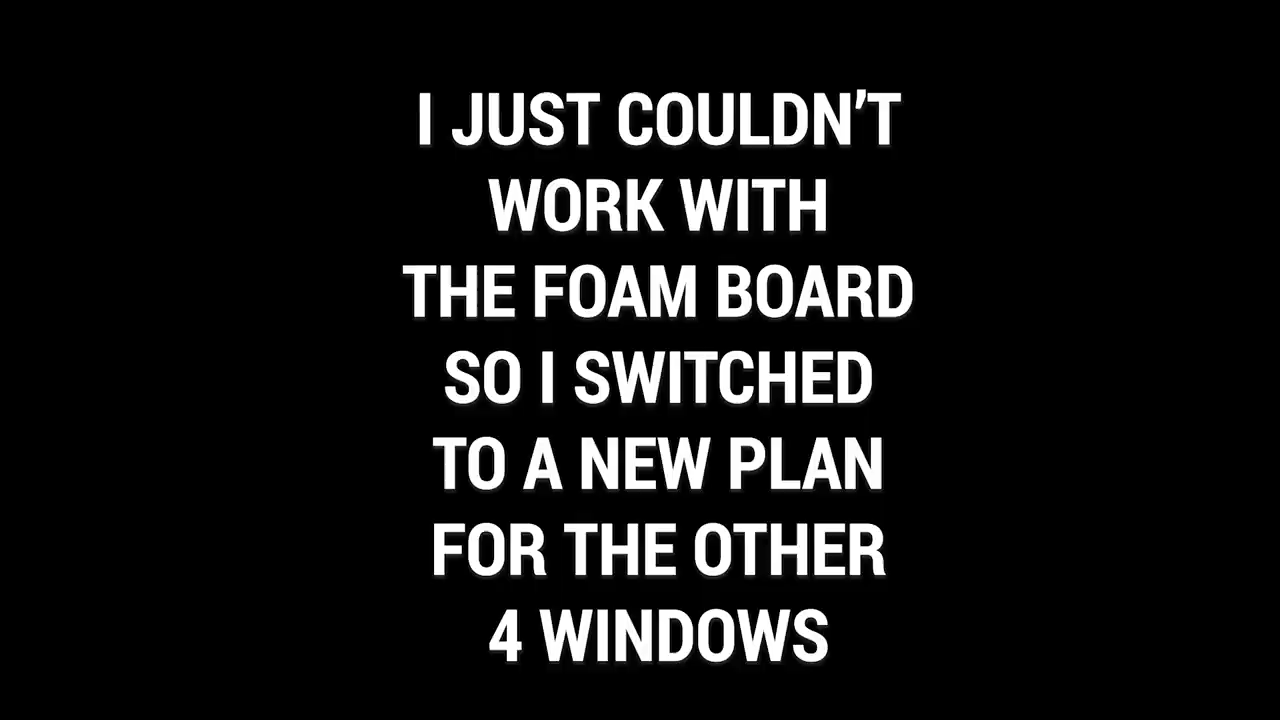 I JUST COULDN’T
WORK WITH
THE FOAM BOARD
SO I SWITCHED
TO A NEW PLAN
FOR THE OTHER
4 WINDOWS